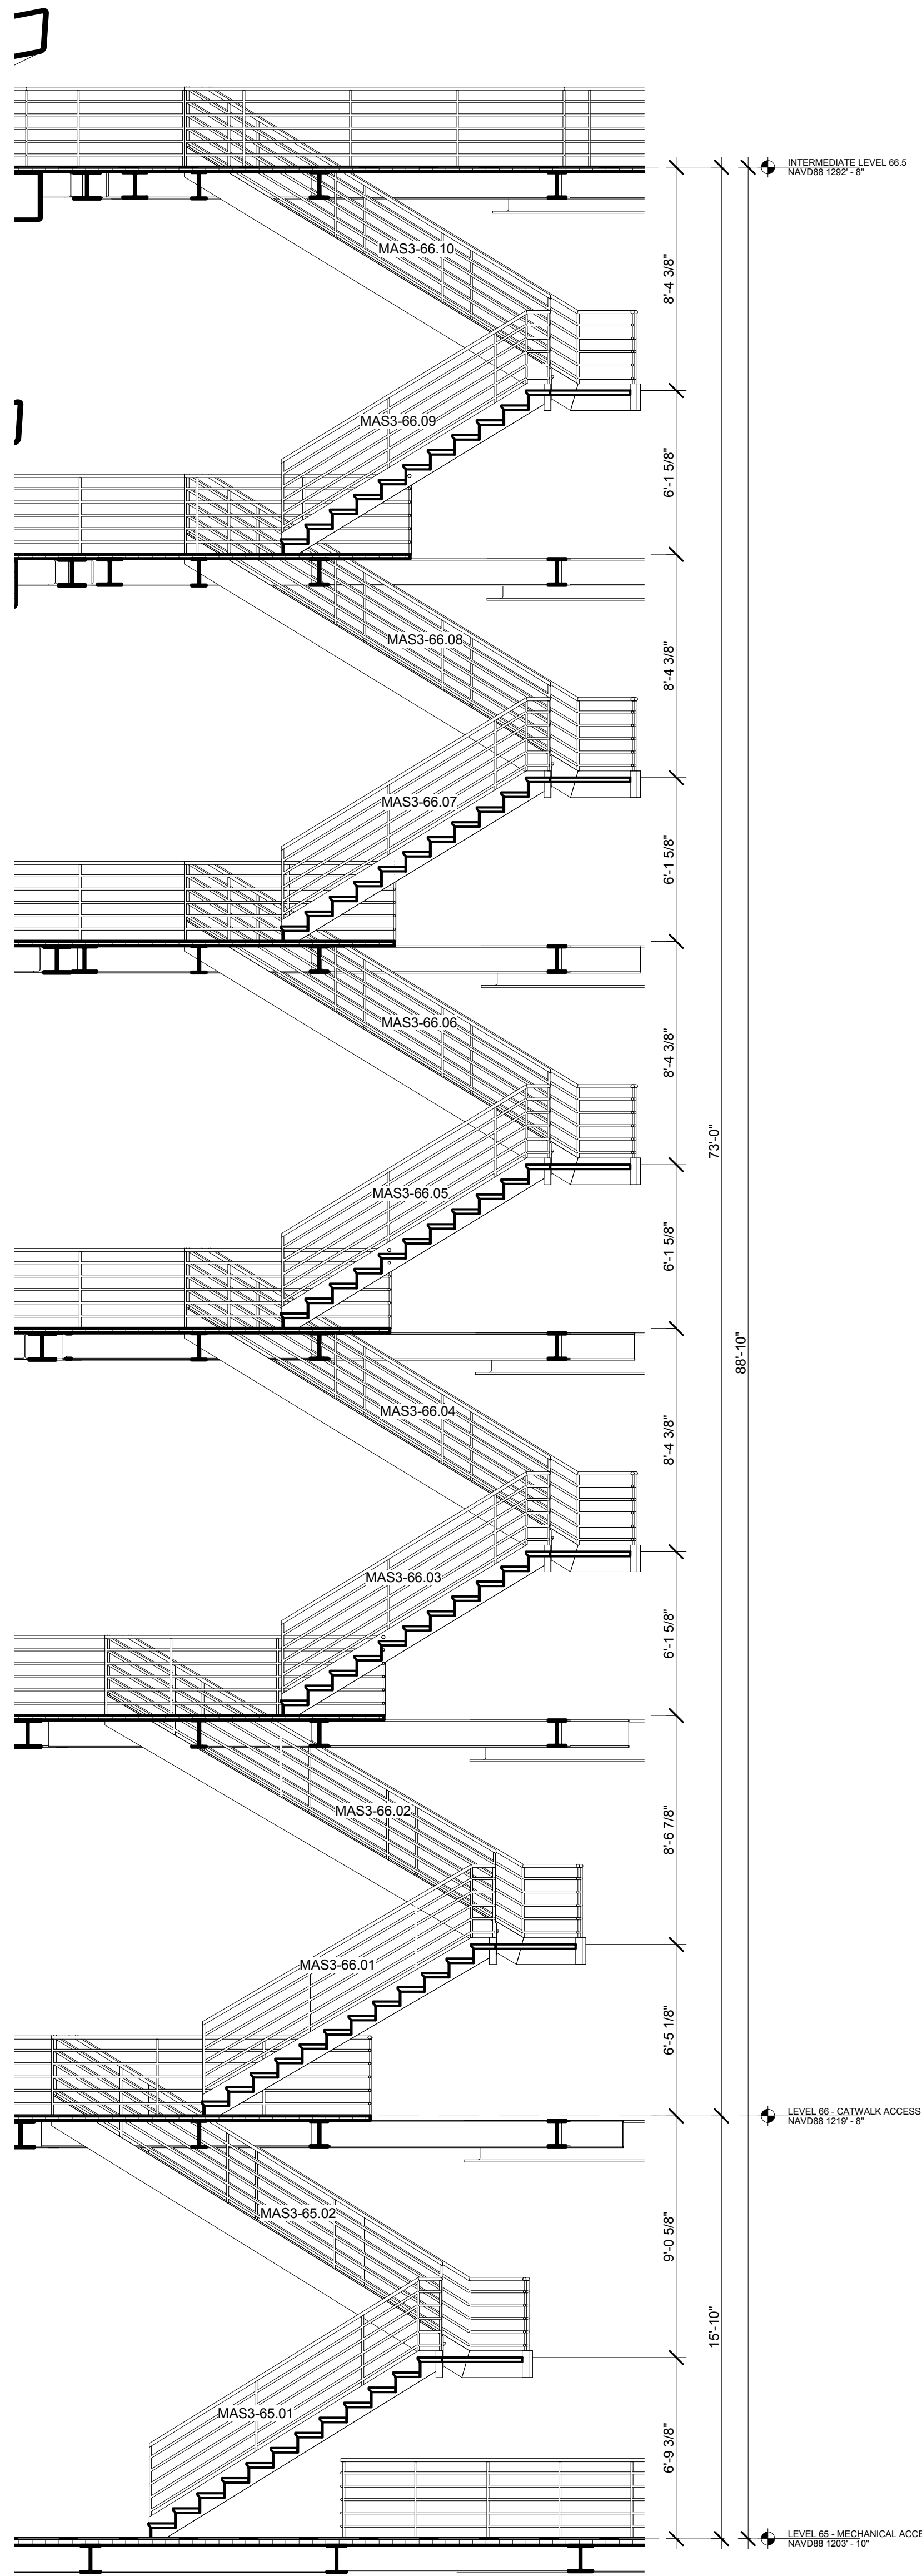 INTERMEDIATE LEVEL 66.5
NAVD88 1292' - 8"
MAS3-66.10
8'-4 3/8"
MAS3-66.09
6'-1 5/8"
MAS3-66.08
8'-4 3/8"
MAS3-66.07
6'-1 5/8"
MAS3-66.06
8'-4 3/8"
73'-0"
MAS3-66.05
6'-1 5/8"
88'-10"
MAS3-66.04
8'-4 3/8"
MAS3-66.03
6'-1 5/8"
MAS3-66.02
8'-6 7/8"
MAS3-66.01
6'-5 1/8"
LEVEL 66 - CATWALK ACCESS
NAVD88 1219' - 8"
MAS3-65.02
9'-0 5/8"
15'-10"
MAS3-65.01
6'-9 3/8"
LEVEL 65 - MECHANICAL ACCE
NAVD88 1203' - 10"